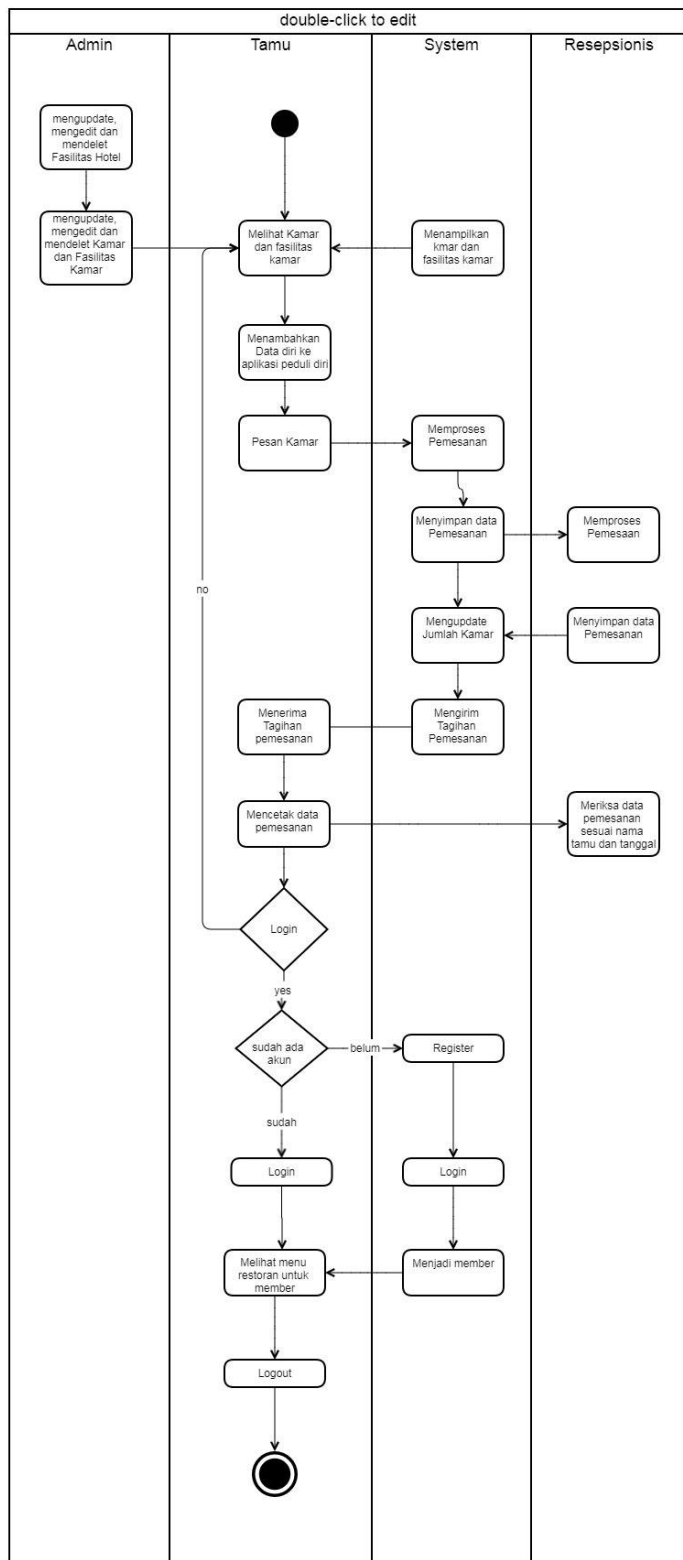 double-click to edit
Admin
Tamu
System
Resepsionis
mengupdate,
mengedit dan
mendelet
Fasilitas Hotel
mengupdate,
mengedit dan
mendelet Kamar
dan Fasilitas
Kamar
Melihat Kamar
dan fasilitas
kamar
Menampilkan
kmar dan
fasilitas kamar
Menambahkan
Data diri ke
aplikasi peduli diri
Pesan Kamar
Memproses
Pemesanan
Menyimpan data
Pemesanan
Memproses
Pemesaan
no
Mengupdate
Jumlah Kamar
Menyimpan data
Pemesanan
Menerima
Tagihan
pemesanan
Mengirim
Tagihan
Pemesanan
Mencetak data
pemesanan
Meriksa data
pemesanan
sesuai nama
tamu dan tanggal
Login
yes
sudah ada
akun
belum
Register
sudah
Login
Login
Melihat menu
restoran untuk
member
Menjadi member
Logout